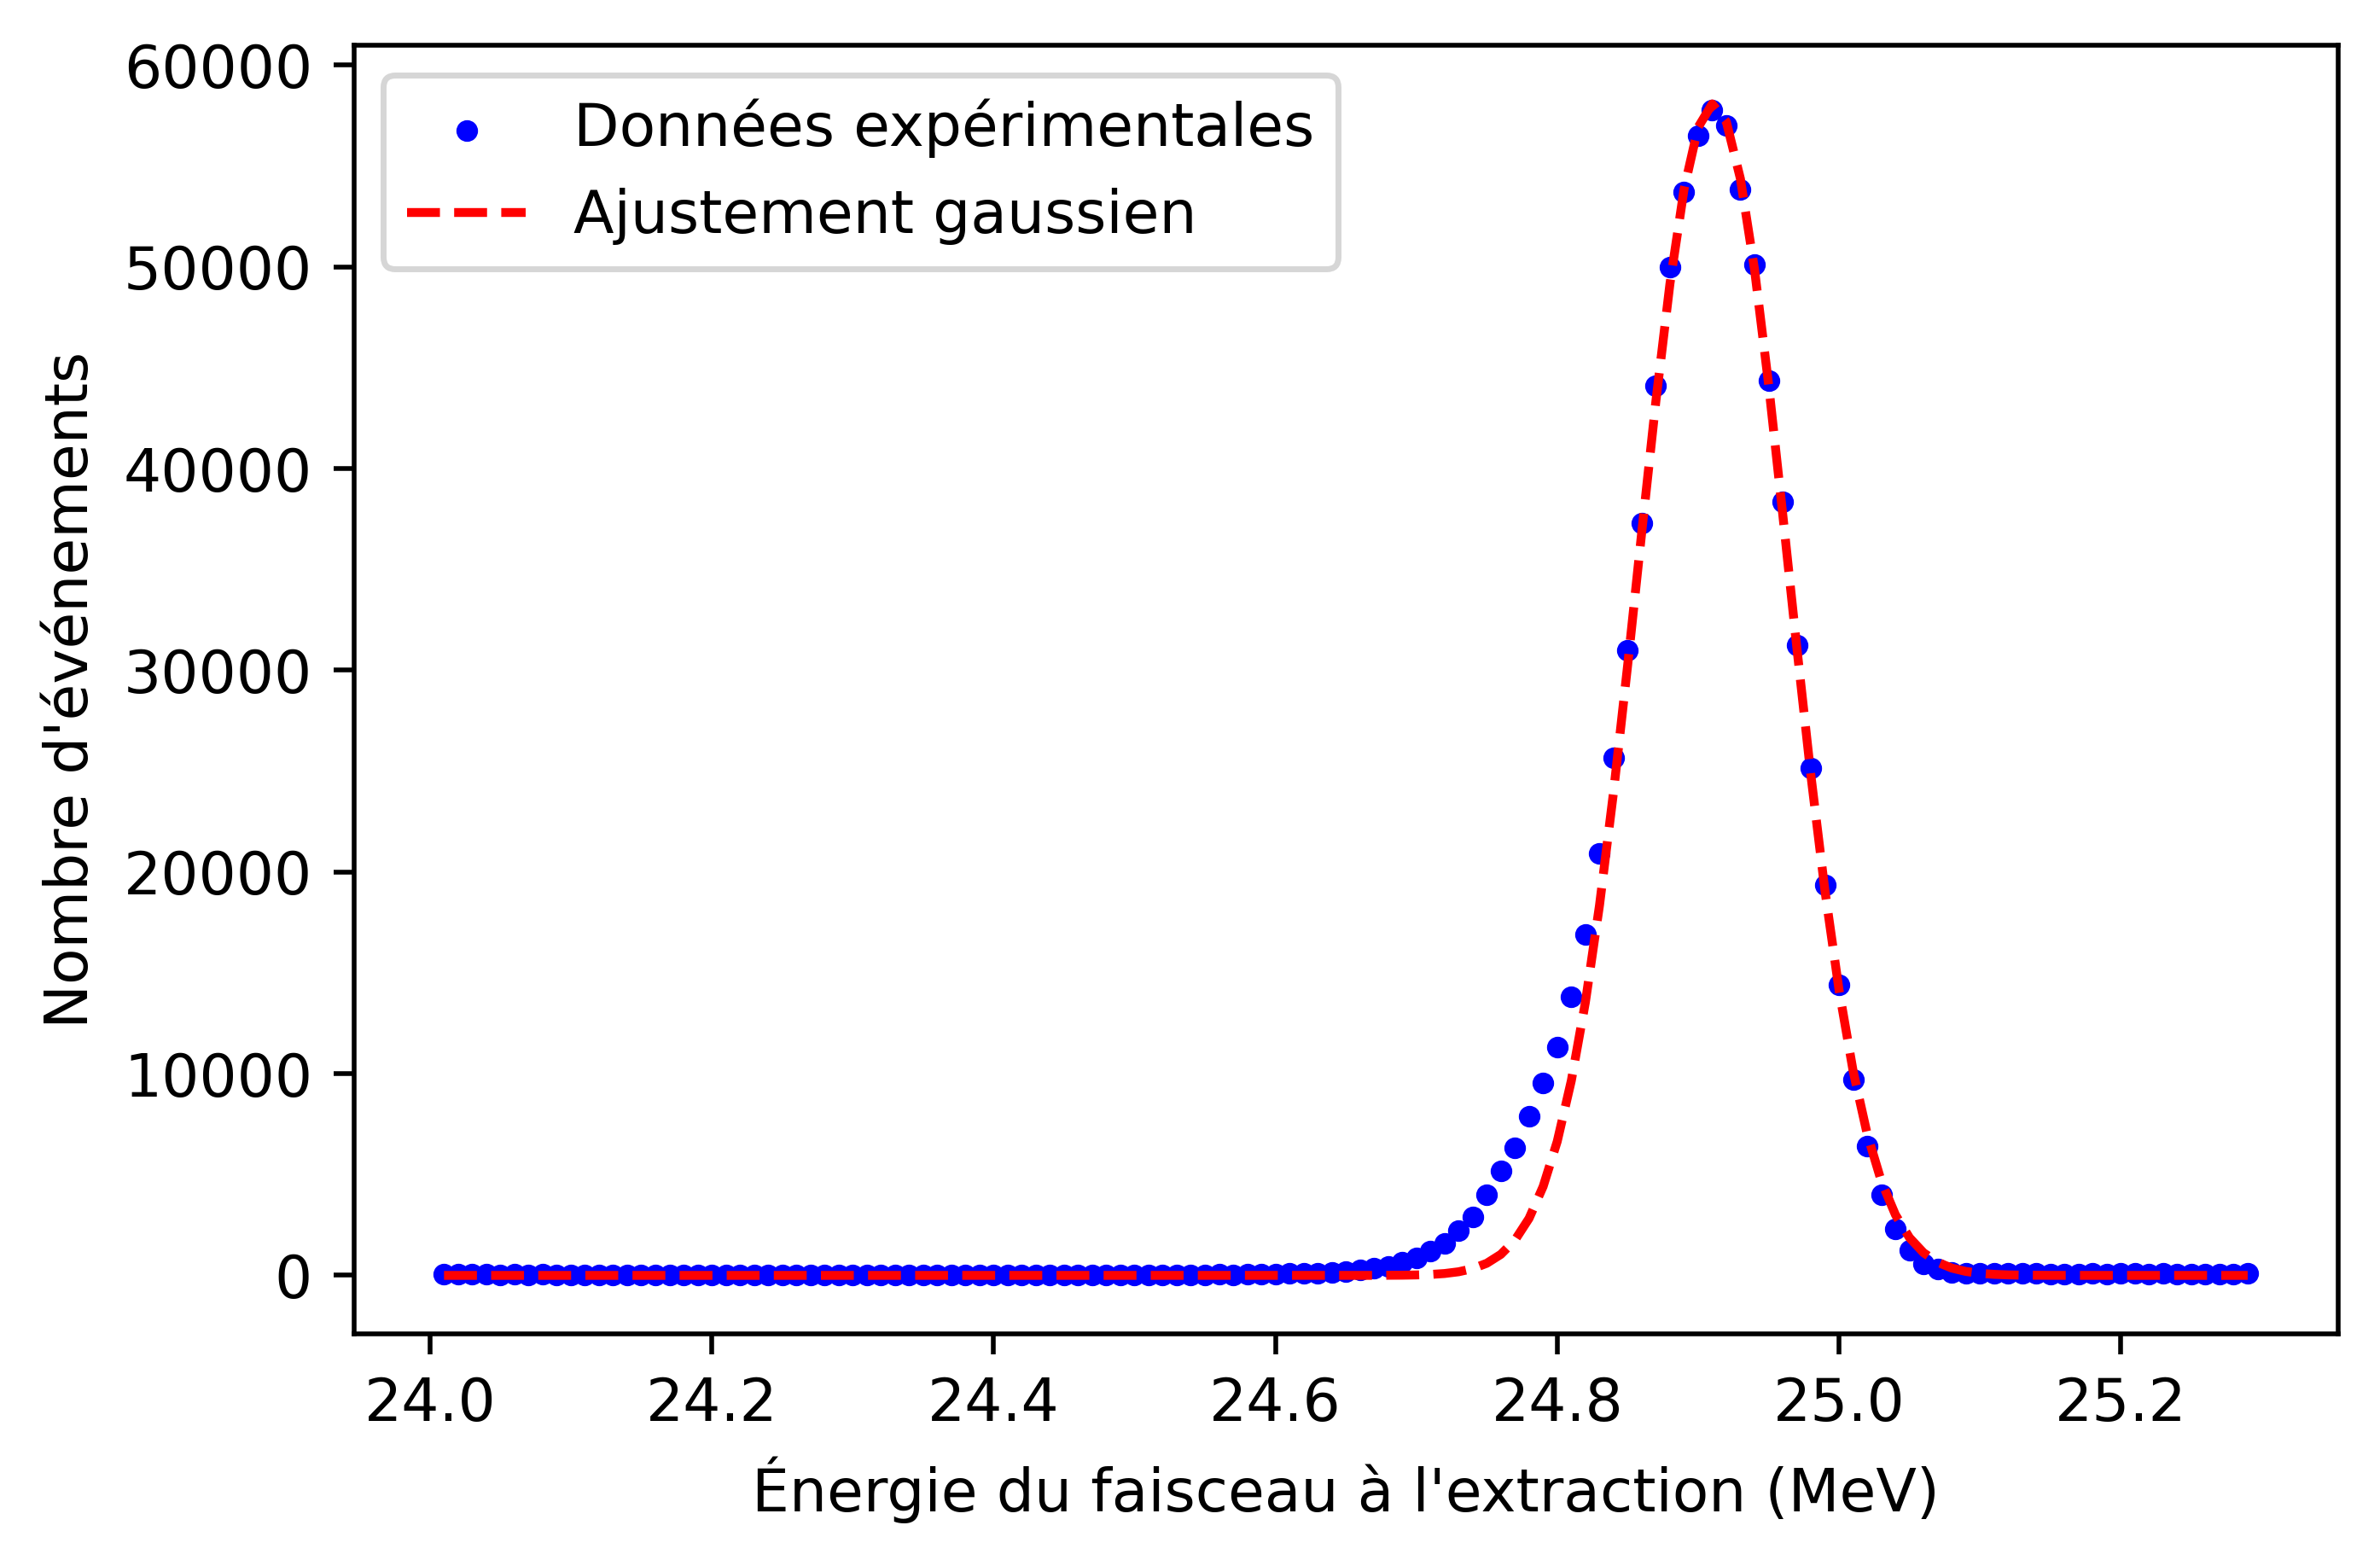 60000
50000
40000
30000
20000
10000
0
Nombre d'événements
Données expérimentales
Ajustement gaussien
24.0 24.2 24.4 24.6 24.8 25.0 25.2
Énergie du faisceau à l'extraction (MeV)